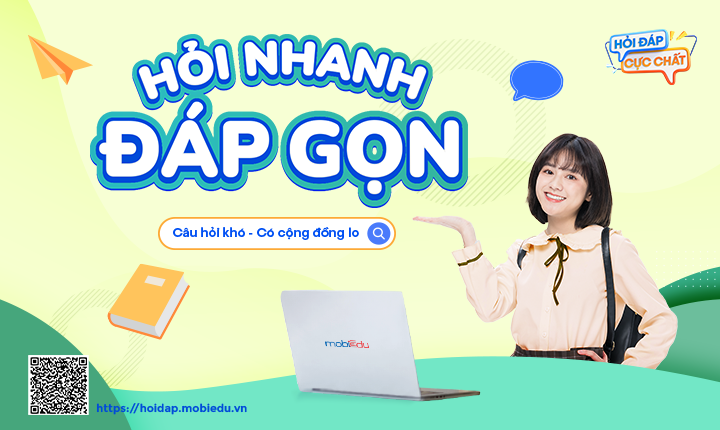 HỎI ĐÁP
CỰC CHẤT
HỎI NHANH
ĐÁP GỌN
Câu hỏi khó - Có cộng đồng lo
mobiEdu
https://hoidap.mobiedu.vn